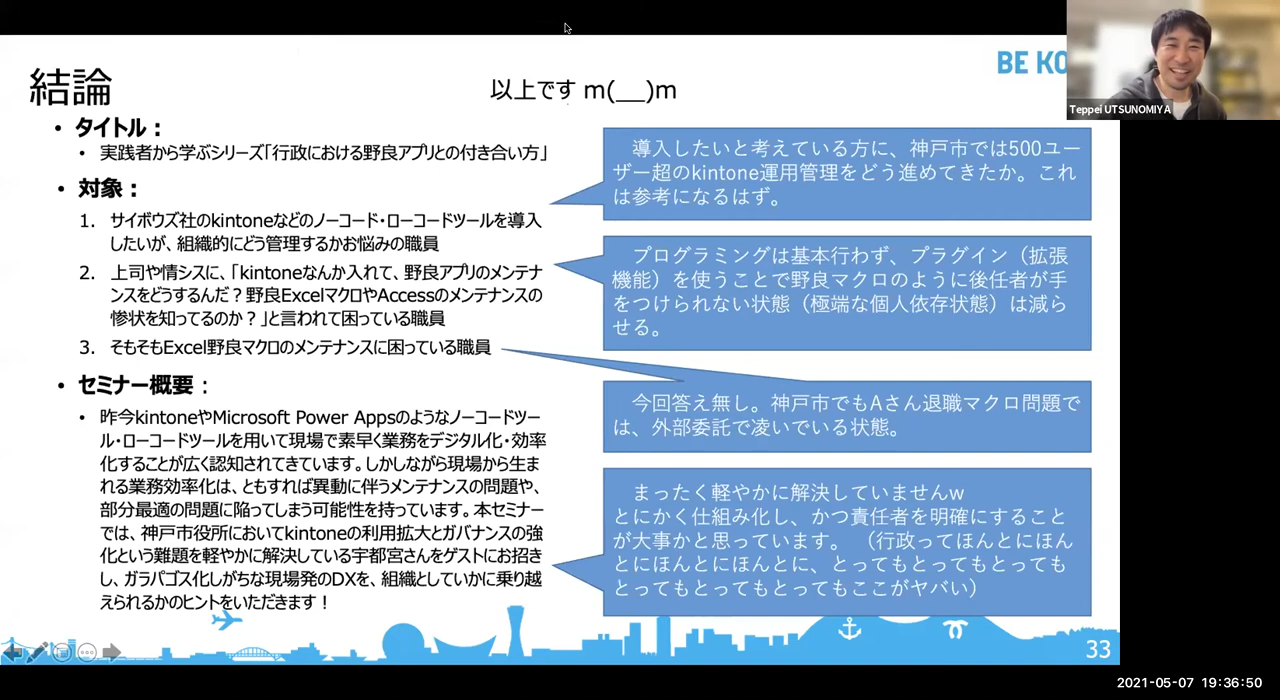 結論
以上です m(__)m
BE KO
Teppei UTSUNOMIYA
• タイトル：
• 実践者から学ぶシリーズ「行政における野良アプリとの付き合い方」
• 対象：
1. サイボウズ社のkintoneなどのノーコード・ローコードツールを導入
したいが、組織的にどう管理するかお悩みの職員
2. 上司や情シスに、「kintoneなんか入れて、野良アプリのメンテナ
ンスをどうするんだ？野良ExcelマクロやAccessのメンテナンスの
惨状を知ってるのか？」と言われて困っている職員
3. そもそもExcel野良マクロのメンテナンスに困っている職員
• セミナー概要：
• 昨今kintoneやMicrosoft Power Appsのようなノーコードツー
ル・ローコードツールを用いて現場で素早く業務をデジタル化・効率
化することが広く認知されてきています。しかしながら現場から生ま
れる業務効率化は、ともすれば異動に伴うメンテナンスの問題や、
部分最適の問題に陥ってしまう可能性を持っています。本セミナー
では、神戸市役所においてkintoneの利用拡大とガバナンスの強
化という難題を軽やかに解決している宇都宮さんをゲストにお招き
し、ガラパゴス化しがちな現場発のDXを、組織としていかに乗り越
えられるかのヒントをいただきます！
導入したいと考えている方に、神戸市では500ユー
ザー超のkintone運用管理をどう進めてきたか。これ
は参考になるはず。
プログラミングは基本行わず、プラグイン（拡張
機能）を使うことで野良マクロのように後任者が手
をつけられない状態（極端な個人依存状態）は減ら
せる。
今回答え無し。神戸市でもAさん退職マクロ問題で
は、外部委託で凌いでいる状態。
まったく軽やかに解決していませんw
とにかく仕組み化し、かつ責任者を明確にすること
が大事かと思っています。（行政ってほんとにほん
とにほんとにほんとに、とってもとってもとっても
とってもとってもとってもここがヤバい）
33
2021-05-07 19:36:50